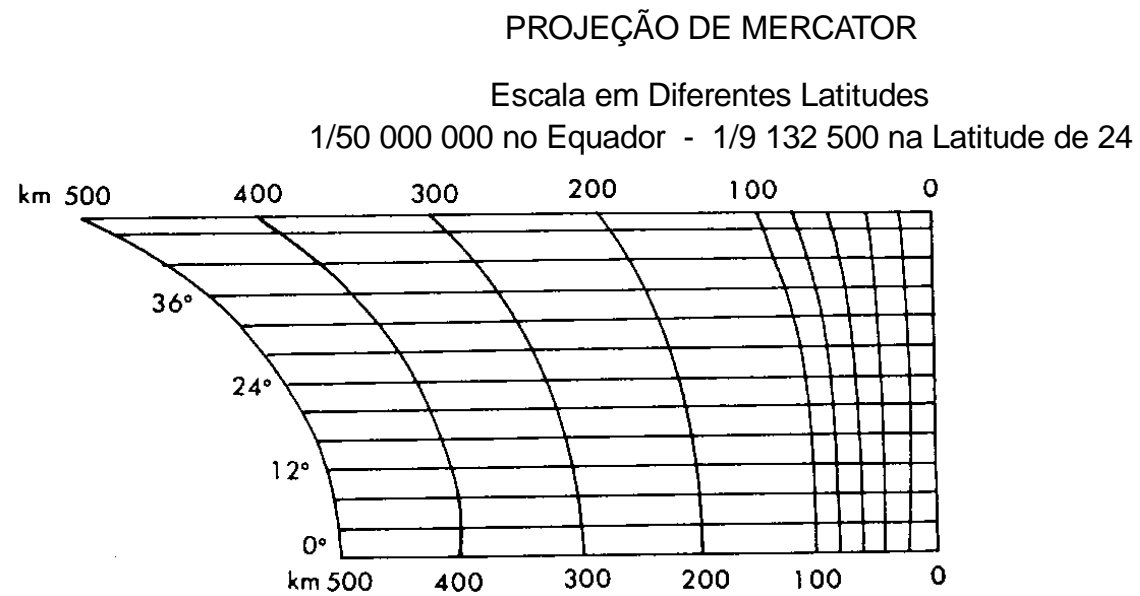 PROJEÇÃO DE MERCATOR
Escala em Diferentes Latitudes
1/50 000 000 no Equador - 1/9 132 500 na Latitude de 24
km 500 400 300 200 100 0
36°
24°
12°
0°
km 500 400 300 200 100 0